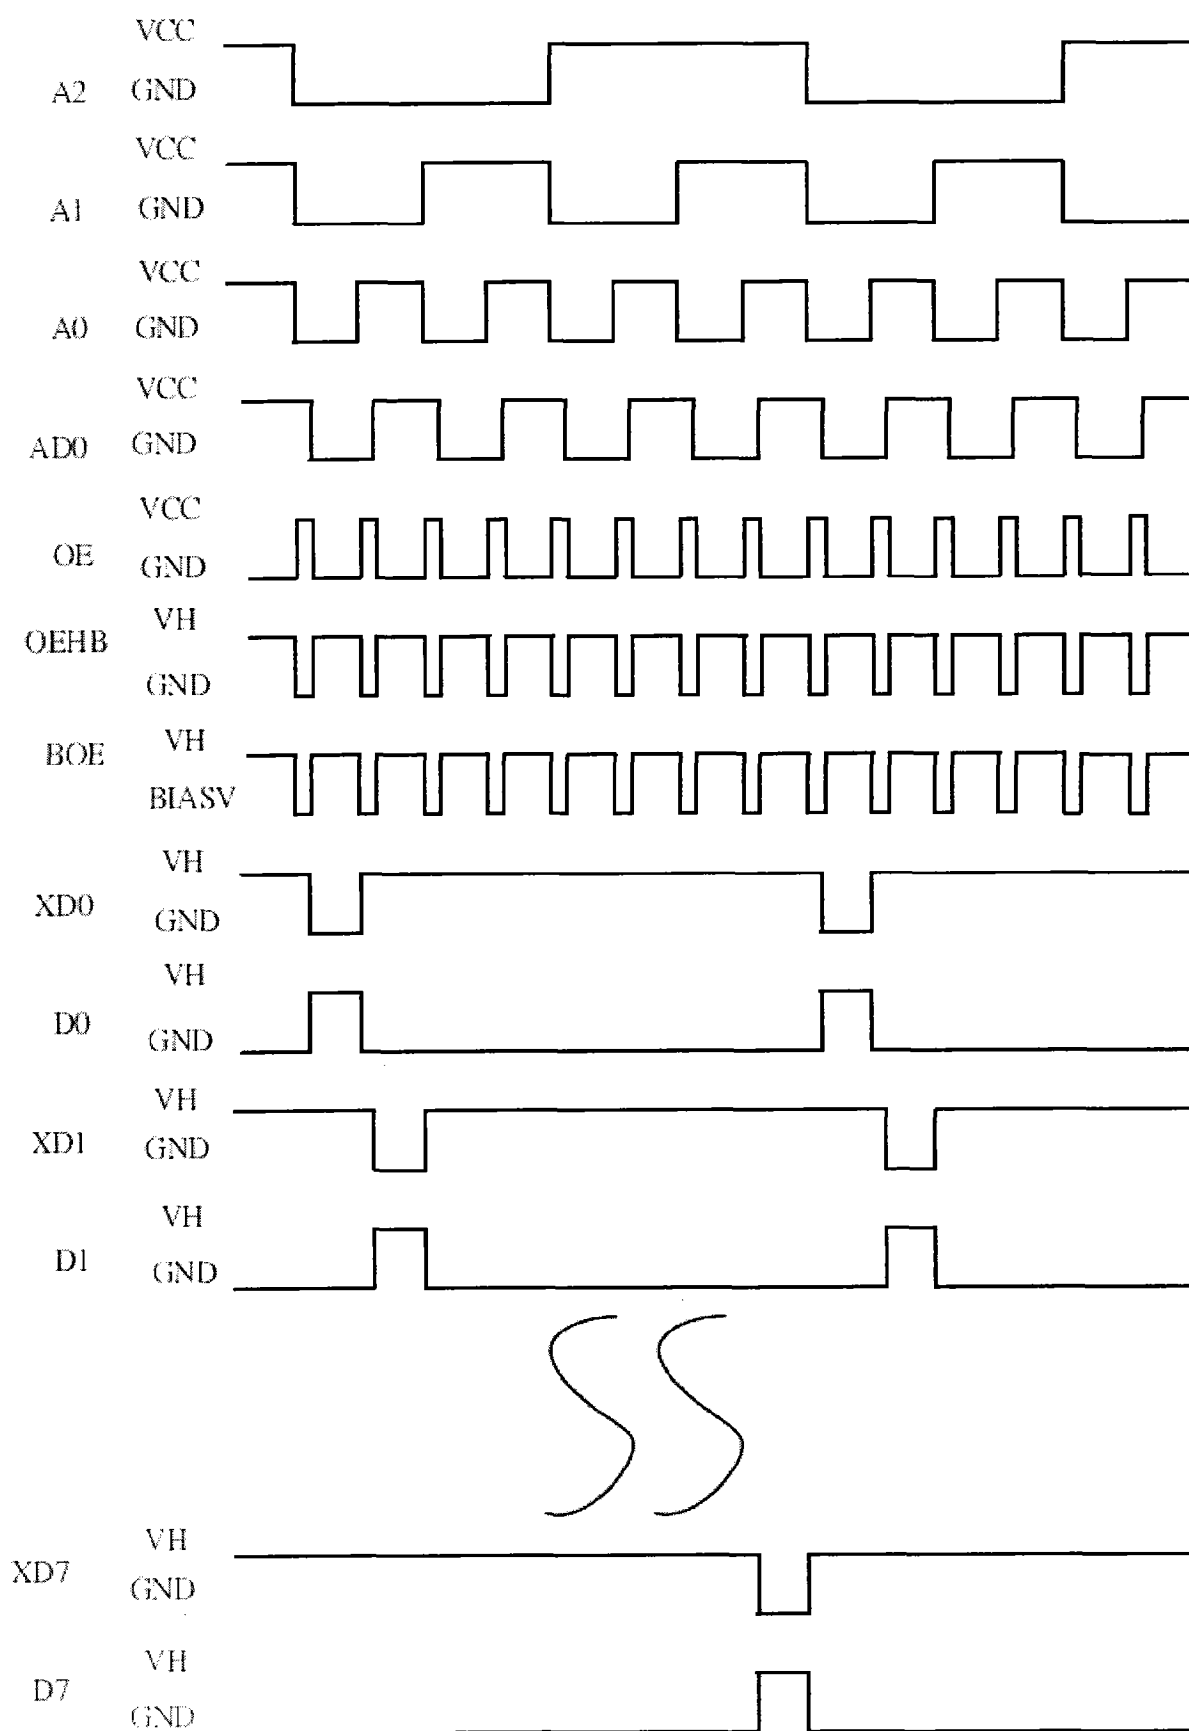 VCC
A2 GND
VCC
A1 GND
VCC
A0 GND
VCC
AD0 GND
VCC
OE GND
OEHB VH
GND
BOE VH
BIASV
VH
XD0 GND
VH
D0 GND
VH
XD1 GND
VH
D1 GND
VH
XD7 GND
VH
D7 GND